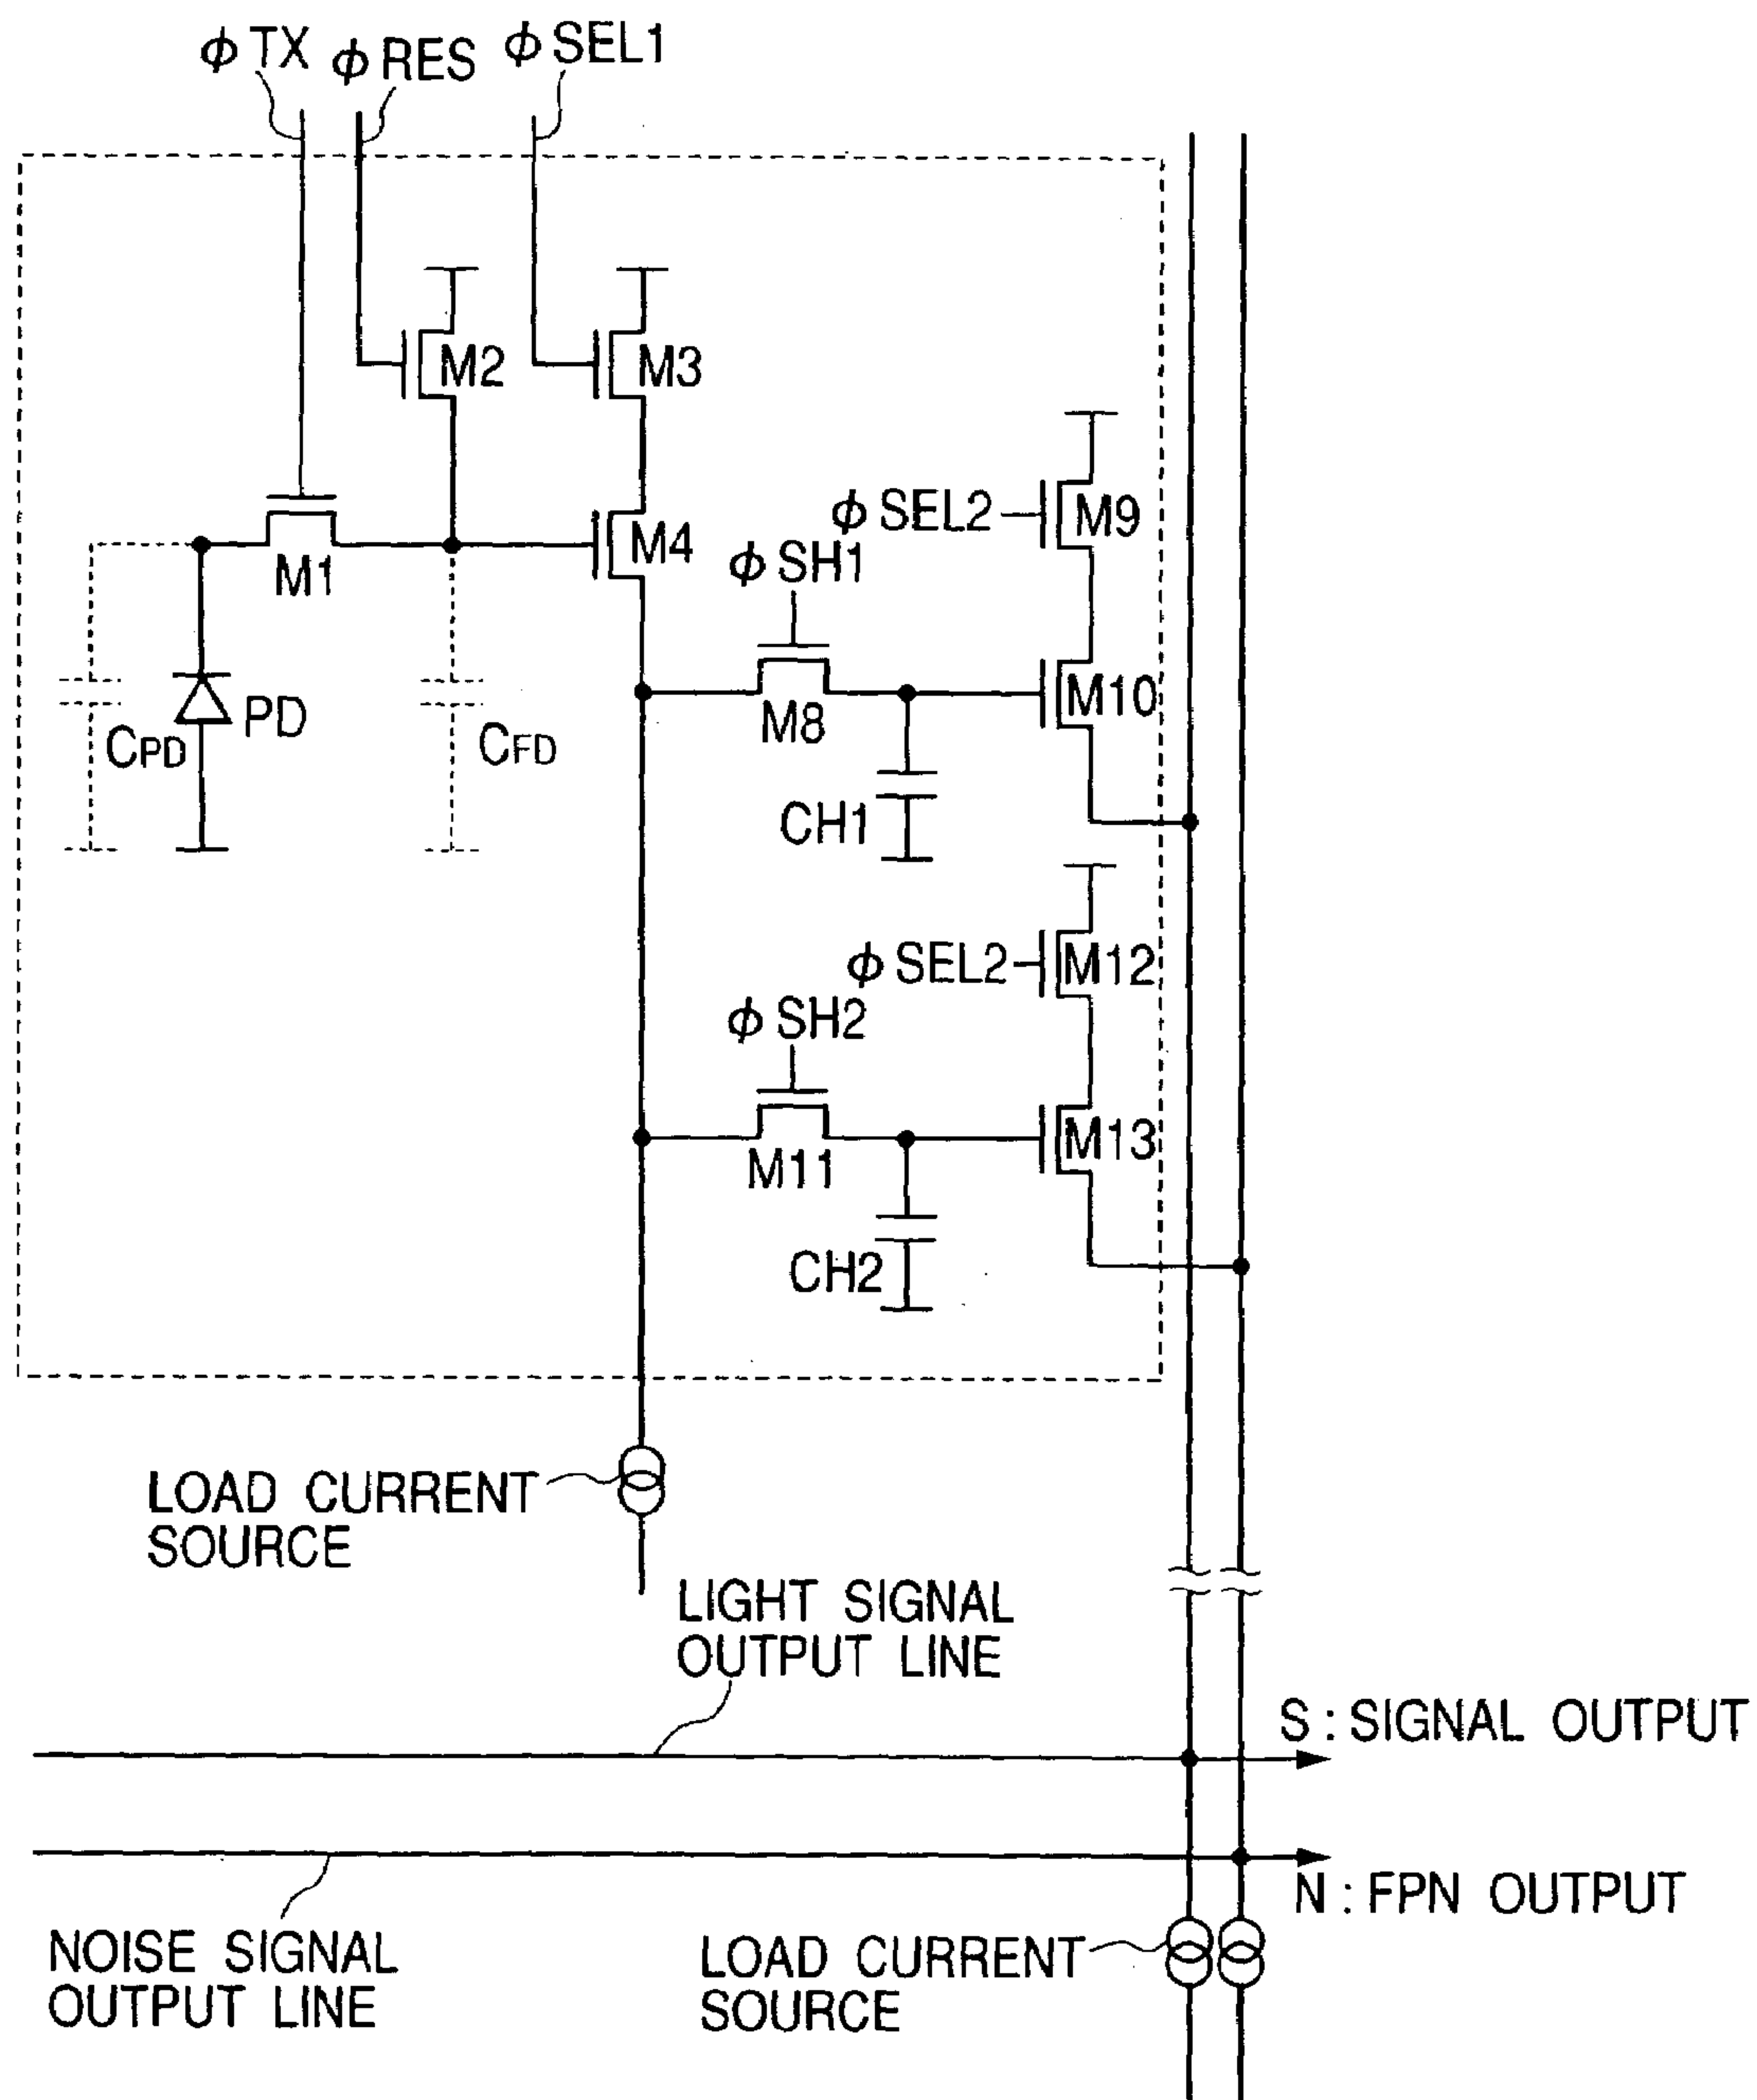 ϕTX
ϕRES
ϕSEL1
M2
M3
M1
M4
ϕSEL2
M9
ϕSH1
CPD
PD
CFD
M8
M10
CH1
ϕSEL2
M12
ϕSH2
M11
M13
CH2
LOAD CURRENT
SOURCE
LIGHT SIGNAL
OUTPUT LINE
S : SIGNAL OUTPUT
N : FPN OUTPUT
NOISE SIGNAL
OUTPUT LINE
LOAD CURRENT
SOURCE